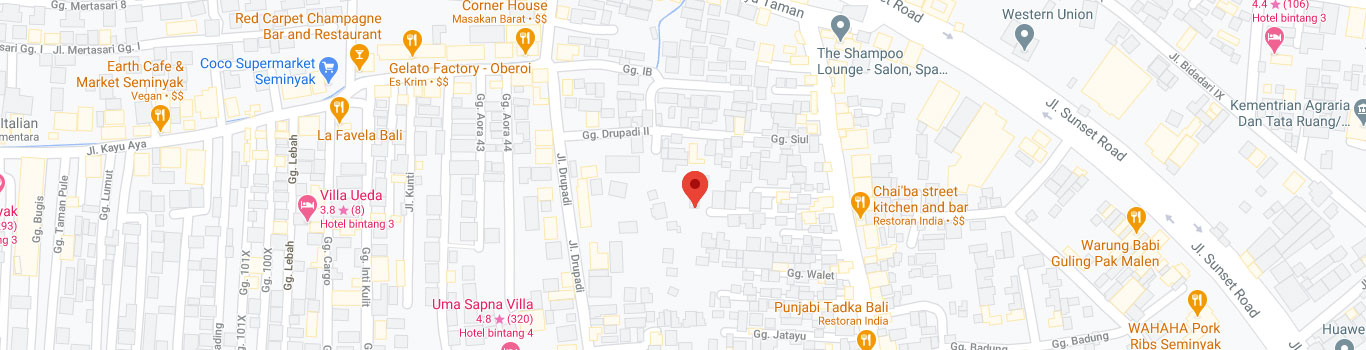 Gg. Mertasari 8
Red Carpet Champagne
Bar and Restaurant
Corner House
Masakan Barat • $$
ya Taman
Sunset Road
Western Union
4.4 ★ (106)
Hotel bintang 3
Gg. Mertasari Gg. I
Jl. Mertasari Gg. I
Earth Cafe &
Market Seminyak
Vegan • $$
Coco Supermarket
Seminyak
Gelato Factory - Oberoi
Es Krim • $$
Gg. IB
The Shampoo
Lounge - Salon, Spa...
Jl. Bidadari IX
Jl. Sunset Road
Kementrian Agraria
Dan Tata Ruang/...
Italian
mentara
La Favela Bali
Jl. Kayu Aya
Gg. Lebah
Gg. Aora 43
Gg. Aora 44
Gg. Drupadi II
Gg. Siul
Jl. Drupadi
Jl. Kunti
Gg. Bugis
Gg. Taman Pule
Gg. Lumut
yak
93)
ng 3
Villa Ueda
3.8 ★ (8)
Hotel bintang 3
Chai'ba street
kitchen and bar
Restoran India • $$
Warung Babi
Guling Pak Malen
Jl. Sunset Road
Gg. 101X
Gg. 100X
Gg. Lebah
Gg. Cargo
Gg. Ini Kulit
Jl. Drupadi
Gg. Walet
Uma Sapna Villa
4.8 ★ (320)
Hotel bintang 4
Punjabi Tadka Bali
Restoran India
Gg. Jatayu
Gg. Badung
Gg. Badung
WAHAHA Pork
Ribs Seminyak
Huawe
Gg. 101X
Gg. 100X